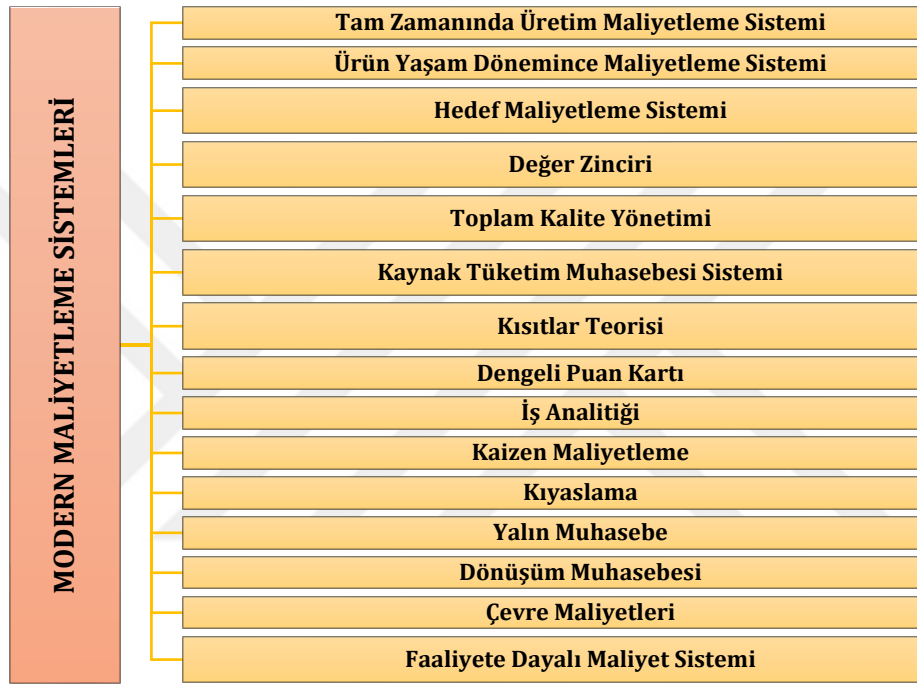 MODERN MALİYETLEME SİSTEMLERİ
Tam Zamanında Üretim Maliyetleme Sistemi
Ürün Yaşam Dönemince Maliyetleme Sistemi
Hedef Maliyetleme Sistemi
Değer Zinciri
Toplam Kalite Yönetimi
Kaynak Tüketim Muhasebesi Sistemi
Kısıtlar Teorisi
Dengeli Puan Kartı
İş Analitiği
Kaizen Maliyetleme
Kıyaslama
Yalın Muhasebe
Dönüşüm Muhasebesi
Çevre Maliyetleri
Faaliyete Dayalı Maliyet Sistemi